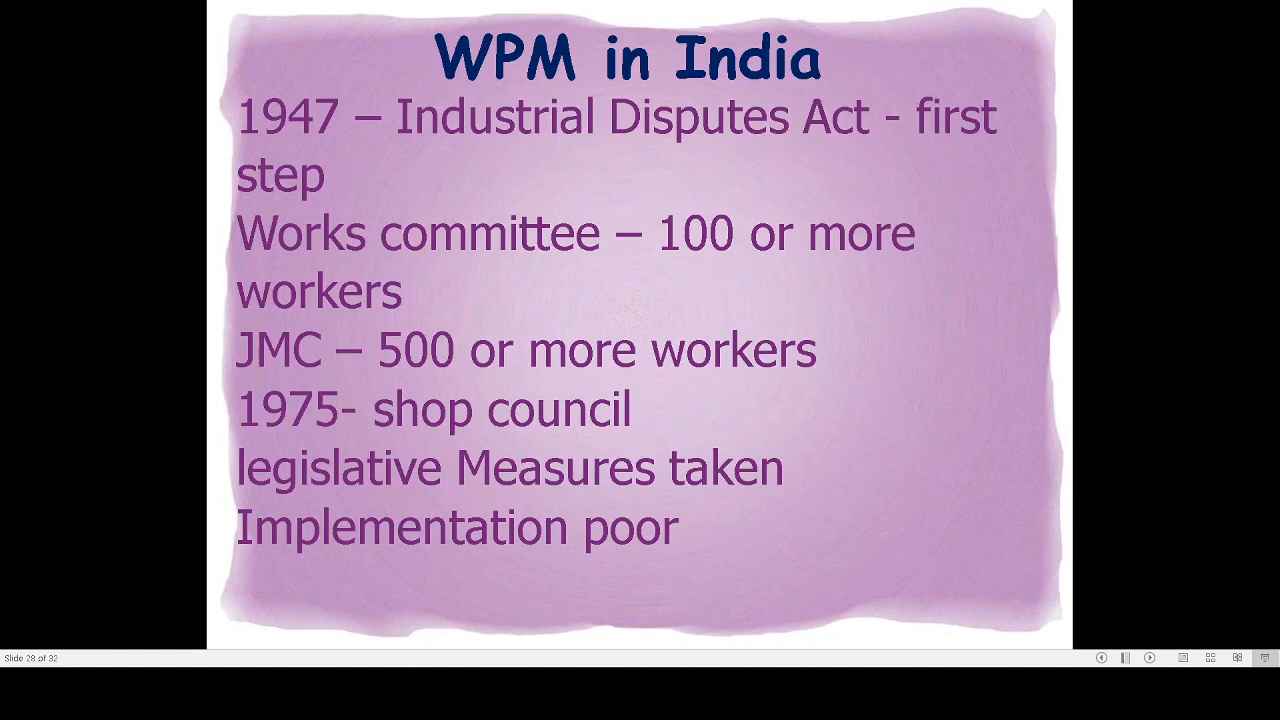 WPM in India
1947 – Industrial Disputes Act - first
step
Works committee – 100 or more
workers
JMC – 500 or more workers
1975- shop council
legislative Measures taken
Implementation poor
Slide 28 of 32